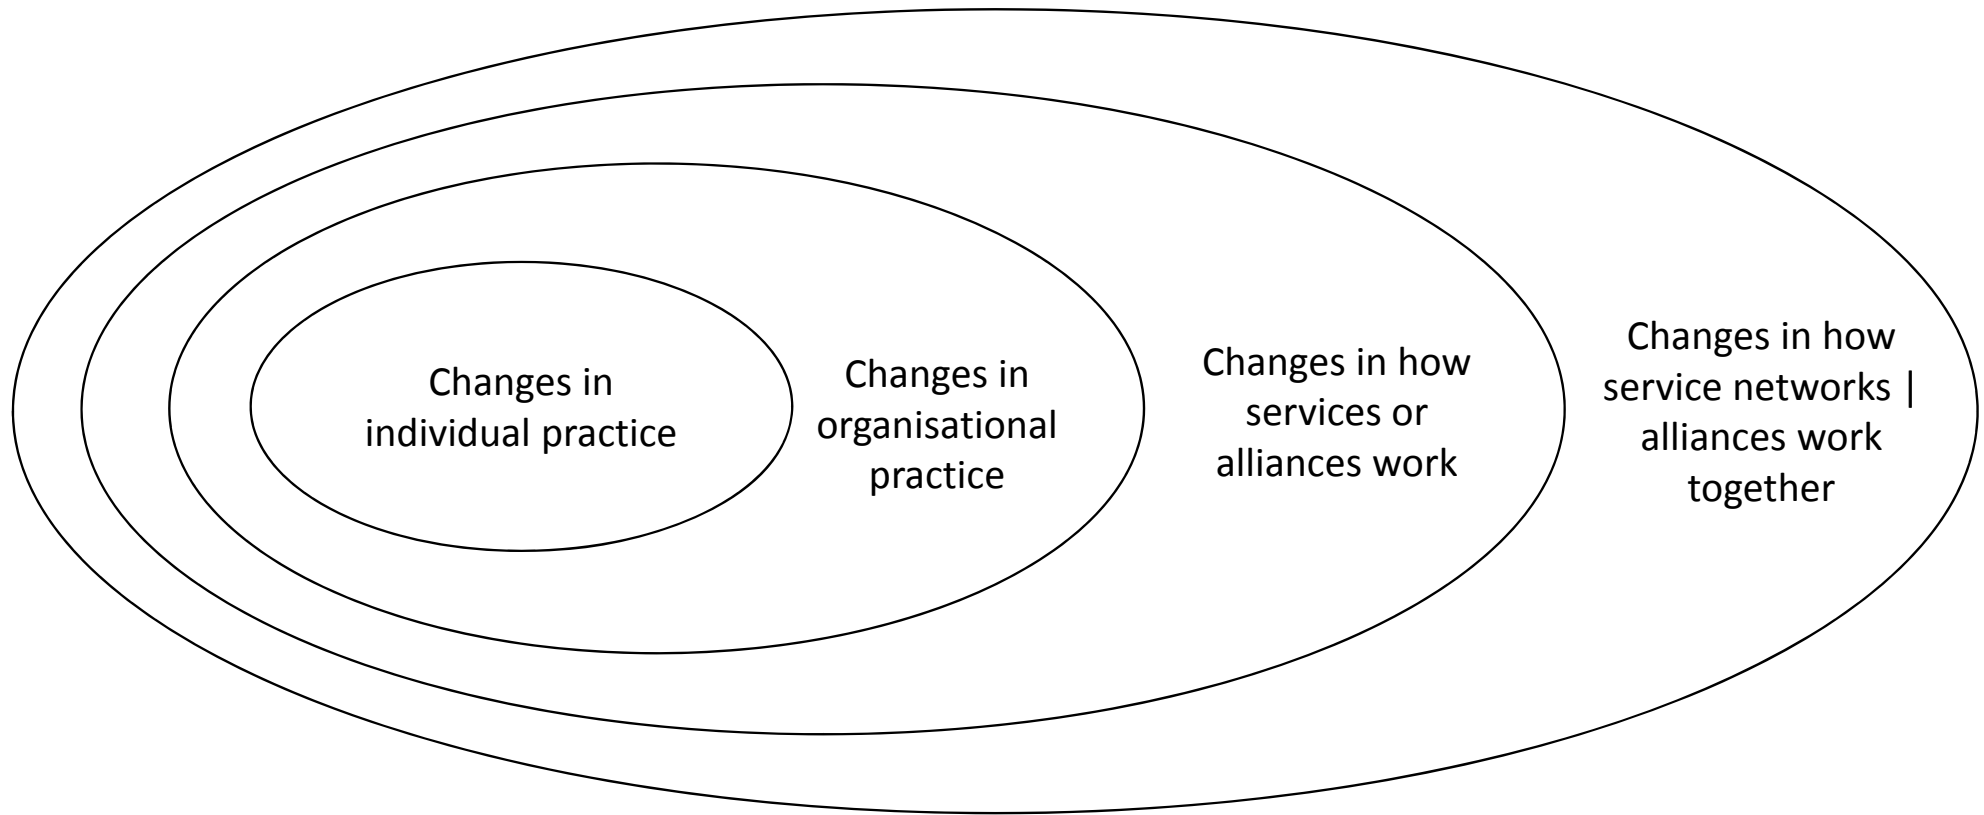 Changes in
individual practice
Changes in
organisational
practice
Changes in how
services or
alliances work
Changes in how
service networks |
alliances work
together